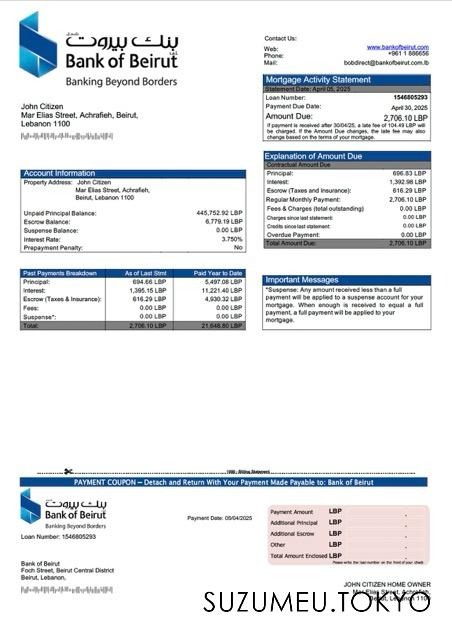 بنك بيروت
Bank of Beirut
Banking Beyond Borders
Contact Us:
Web: www.bankofbeirut.com
Phone: +961 1 886656
Mail: bobdirect@bankofbeirut.com.lb
John Citizen
Mar Elias Street, Achrafieh, Beirut,
Lebanon 1100
Mortgage Activity Statement
Statement Date: April 05, 2025
Loan Number: 1546805293
Payment Due Date: April 30, 2025
Amount Due: 2,706.10 LBP
If payment is received after 30/04/25, a late fee of 104.49 LBP will
be charged. If the Amount Due changes, the late fee may also
change based on the terms of your mortgage.
Account Information
Property Address: John Citizen
Mar Elias Street, Achrafieh,
Beirut, Lebanon 1100
Unpaid Principal Balance: 445,752.92 LBP
Escrow Balance: 6,779.19 LBP
Suspense Balance: 0.00 LBP
Interest Rate: 3.750%
Prepayment Penalty: No
Explanation of Amount Due
Contractual Amount Due
Principal: 696.83 LBP
Interest: 1,392.98 LBP
Escrow (Taxes and Insurance): 616.29 LBP
Regular Monthly Payment: 2,706.10 LBP
Fees & Charges (total outstanding) 0.00 LBP
Charges since last statement: 0.00 LBP
Credits since last statement: 0.00 LBP
Overdue Payment: 0.00 LBP
Total Amount Due: 2,706.10 LBP
Past Payments Breakdown As of Last Stmt Paid Year to Date
Principal: 694.66 LBP 5,497.08 LBP
Interest: 1,395.15 LBP 11,221.40 LBP
Escrow (Taxes & Insurance): 616.29 LBP 4,930.32 LBP
Fees: 0.00 LBP 0.00 LBP
Suspense*: 0.00 LBP 0.00 LBP
Total: 2,706.10 LBP 21,648.80 LBP
Important Messages
*Suspense: Any amount received less than a full
payment will be applied to a suspense account for your
mortgage. When enough is received to equal a full
payment, a full payment will be applied to your
mortgage.
PAYMENT COUPON – Detach and Return With Your Payment Made Payable to: Bank of Beirut
بنك بيروت
Bank of Beirut
Banking Beyond Borders
Loan Number: 1546805293
Payment Date: 05/04/2025
Payment Amount LBP
Additional Principal LBP
Additional Escrow LBP
Other LBP
Total Amount Enclosed LBP
Please write the loan number on the front of your check
Bank of Beirut
Foch Street, Beirut Central District
Beirut, Lebanon,
JOHN CITIZEN HOME OWNER
Mar Elias Street, Achrafieh,
Beirut, Lebanon 1100
SUZUMEU.TOKYO